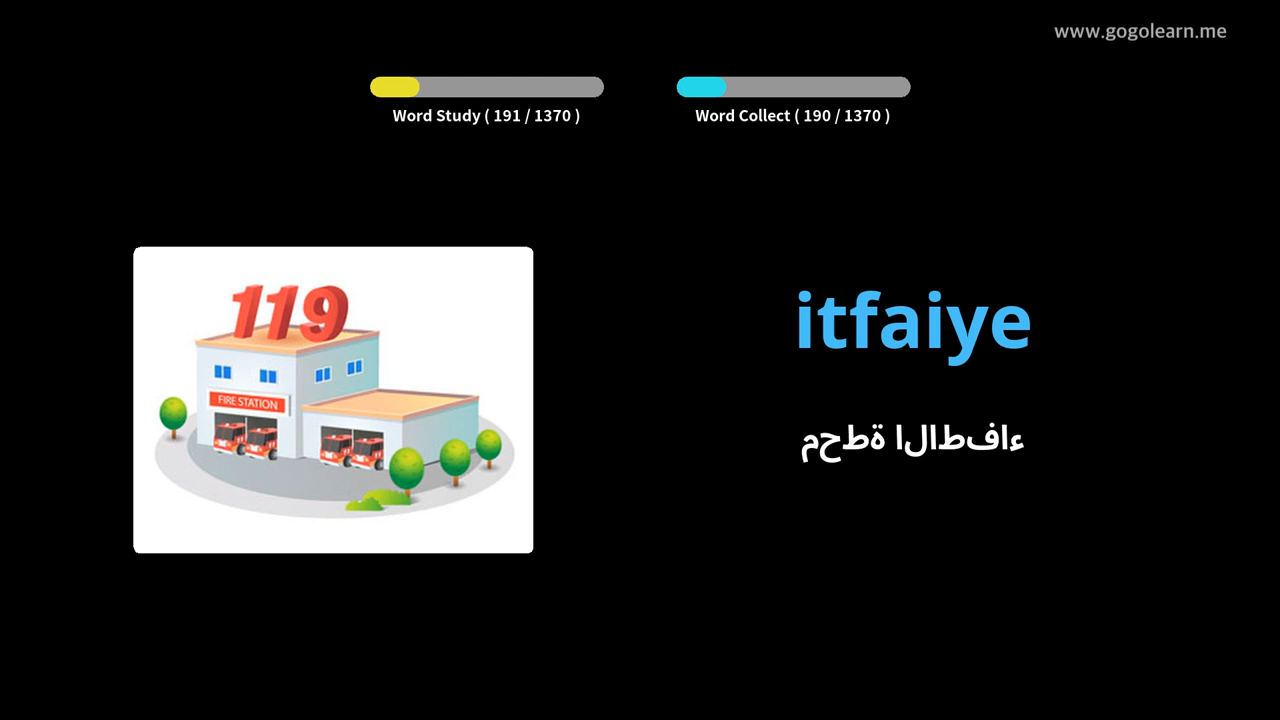 www.gogolearn.me
Word Study ( 191 / 1370 )
Word Collect ( 190 / 1370 )
119
FIRE STATION
itfaiye
محطة الاطفاء